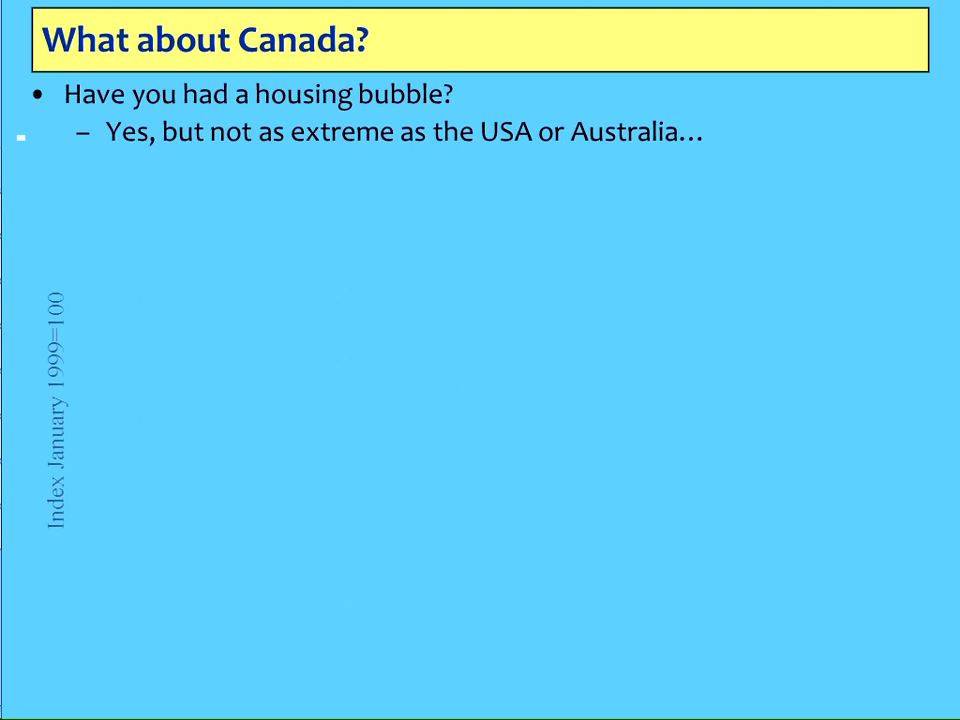 What about Canada?
• Have you had a housing bubble?
– Yes, but not as extreme as the USA or Australia…
Index January 1999=100